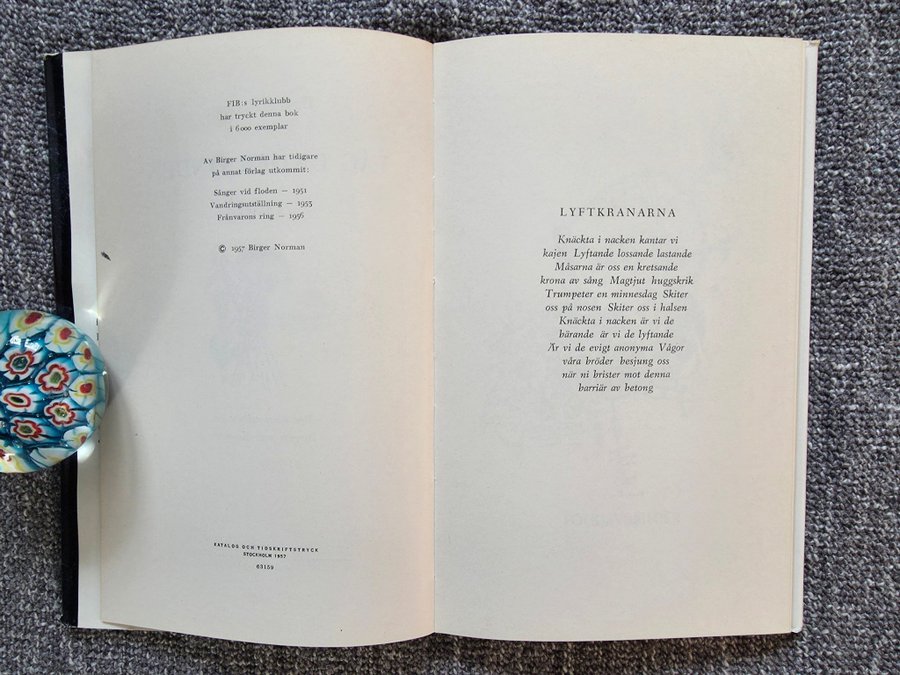 FIB:s lyrikklubb
har tryckt denna bok
i 6000 exemplar
Av Birger Norman har tidigare
på annat förlag utkommit:
Sånger vid floden — 1951
Vandringsutställning — 1953
Frånvarons ring — 1956
© 1957 Birger Norman
KATALOG OCH TIDSKRIFTSTRYCK
STOCKHOLM 1957
63159
LYFTKRANARNA
Knäckta i nacken kantar vi
kajen Lyftande lossande lastande
Måsarna är oss en kretsande
krona av sång Magtjut huggskrik
Trumpeter en minnesdag Skiter
oss på nosen Skiter oss i halsen
Knäckta i nacken är vi de
bärande är vi de lyftande
Är vi de evigt anonyma Vågor
våra bröder besjung oss
när ni brister mot denna
barriär av betong